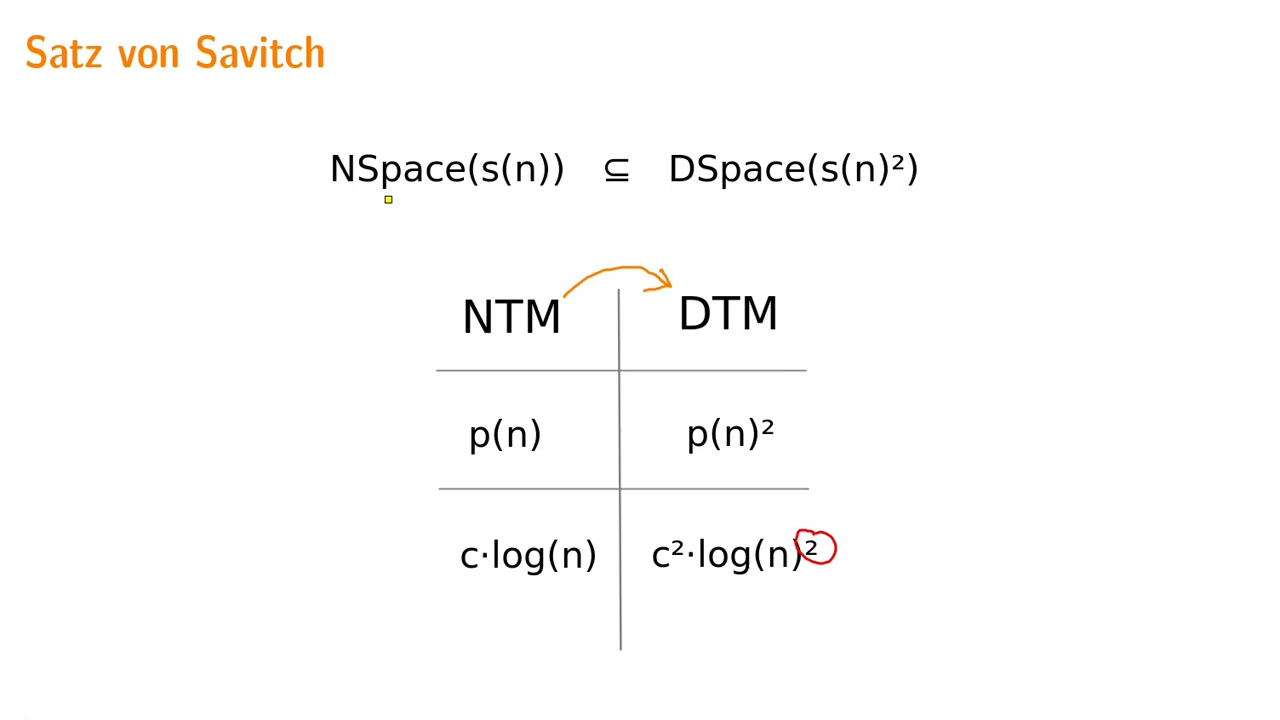 Satz von Savitch
NSpace(s(n)) ⊆ DSpace(s(n)²)
NTM DTM
p(n) p(n)²
c·log(n) c²·log(n)²